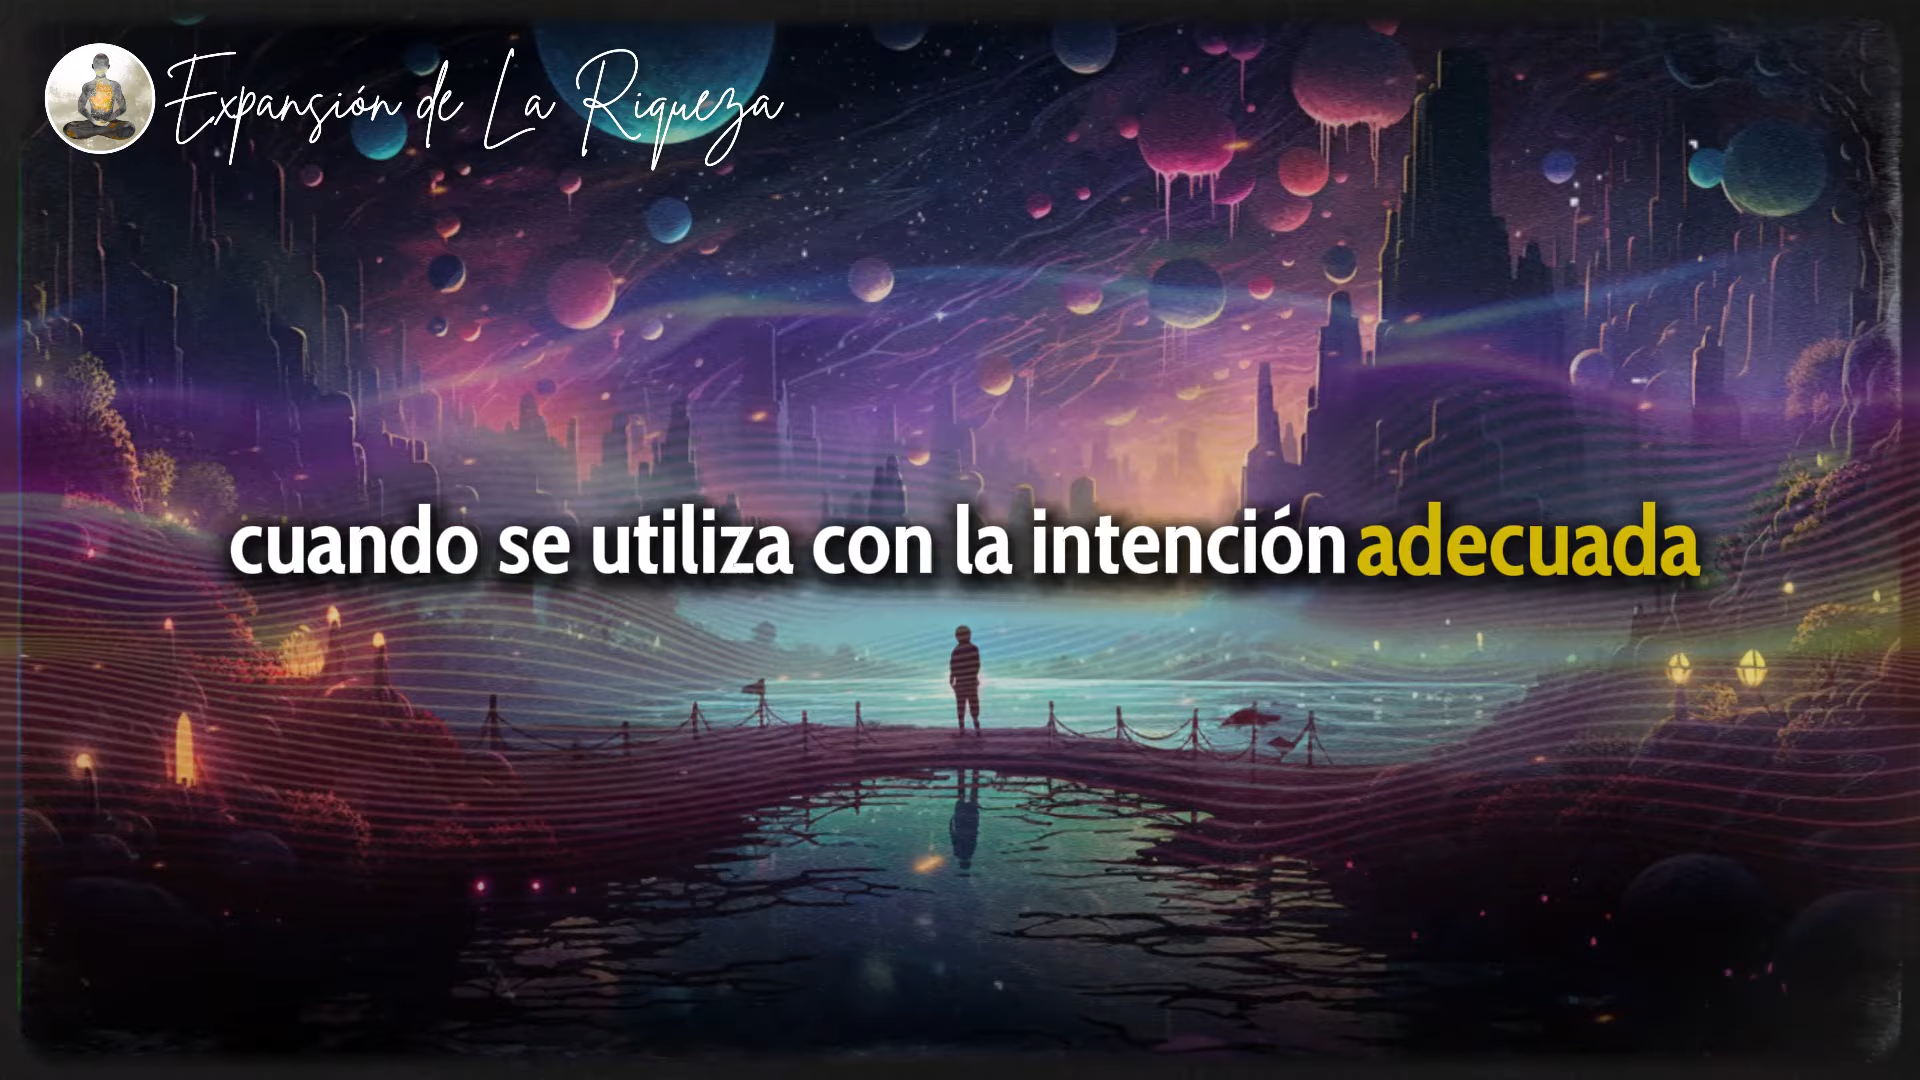 Expansión de La Riqueza
cuando se utiliza con la intención adecuada